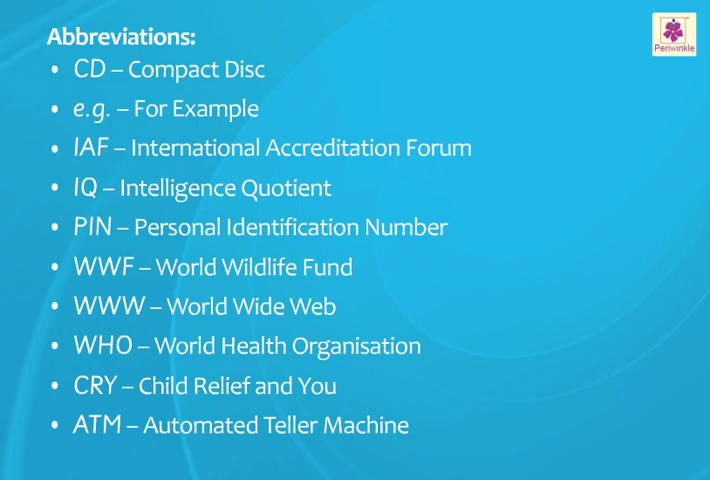 Abbreviations:
Periwinkle
• CD – Compact Disc
• e.g. – For Example
• IAF – International Accreditation Forum
• IQ – Intelligence Quotient
• PIN – Personal Identification Number
• WWF – World Wildlife Fund
• WWW – World Wide Web
• WHO – World Health Organisation
• CRY – Child Relief and You
• ATM – Automated Teller Machine